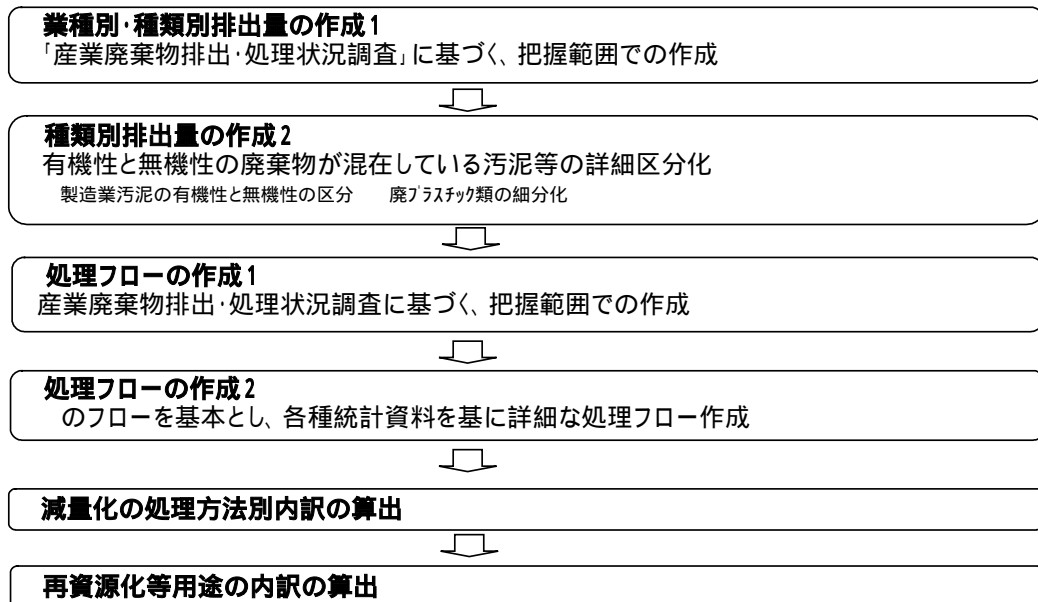 業種別・種類別排出量の作成1
「産業廃棄物排出・処理状況調査」に基づく、把握範囲での作成
種類別排出量の作成2
有機性と無機性の廃棄物が混在している汚泥等の詳細区分化
製造業汚泥の有機性と無機性の区分　廃ﾌﾟﾗｽﾁｯｸ類の細分化
処理フローの作成1
産業廃棄物排出・処理状況調査に基づく、把握範囲での作成
処理フローの作成2
のフローを基本とし、各種統計資料を基に詳細な処理フロー作成
減量化の処理方法別内訳の算出
再資源化等用途の内訳の算出